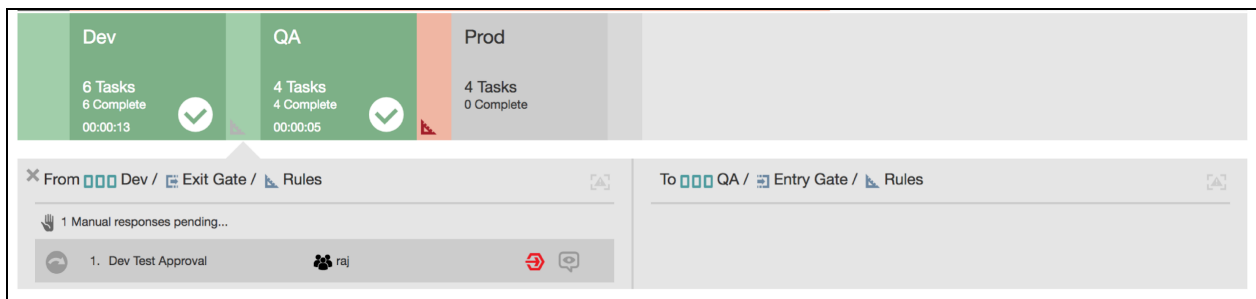 Dev
6 Tasks
6 Complete
00:00:13
QA
4 Tasks
4 Complete
00:00:05
Prod
4 Tasks
0 Complete
From Dev / Exit Gate / Rules
1 Manual responses pending...
1. Dev Test Approval raj
To QA / Entry Gate / Rules